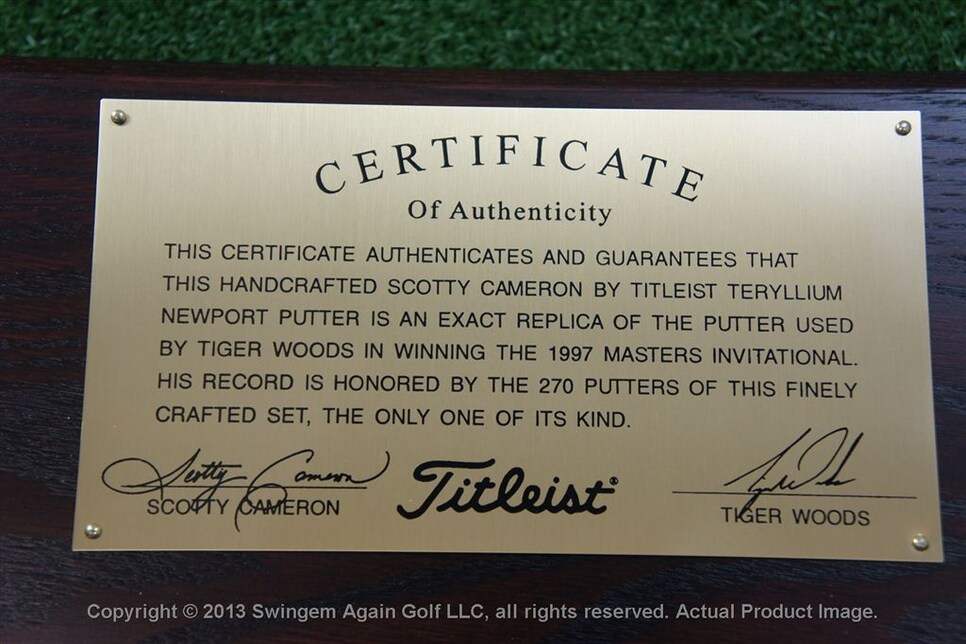 CERTIFICATE
Of Authenticity
THIS CERTIFICATE AUTHENTICATES AND GUARANTEES THAT
THIS HANDCRAFTED SCOTTY CAMERON BY TITLEIST TERYLLIUM
NEWPORT PUTTER IS AN EXACT REPLICA OF THE PUTTER USED
BY TIGER WOODS IN WINNING THE 1997 MASTERS INVITATIONAL.
HIS RECORD IS HONORED BY THE 270 PUTTERS OF THIS FINELY
CRAFTED SET, THE ONLY ONE OF ITS KIND.
Scotty Cameron
SCOTTY CAMERON
Titleist®
TIGER WOODS
Copyright © 2013 Swingem Again Golf LLC, all rights reserved. Actual Product Image.